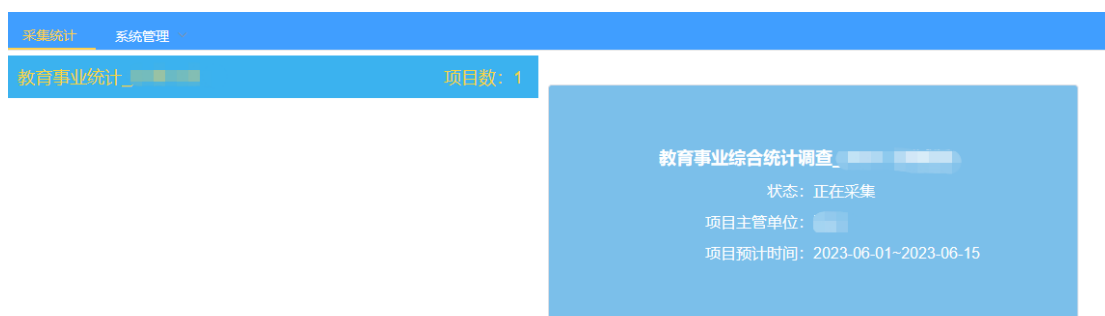 采集统计 系统管理
教育事业统计_ 项目数：1
教育事业综合统计调查_
状态：正在采集
项目主管单位：
项目预计时间：2023-06-01~2023-06-15